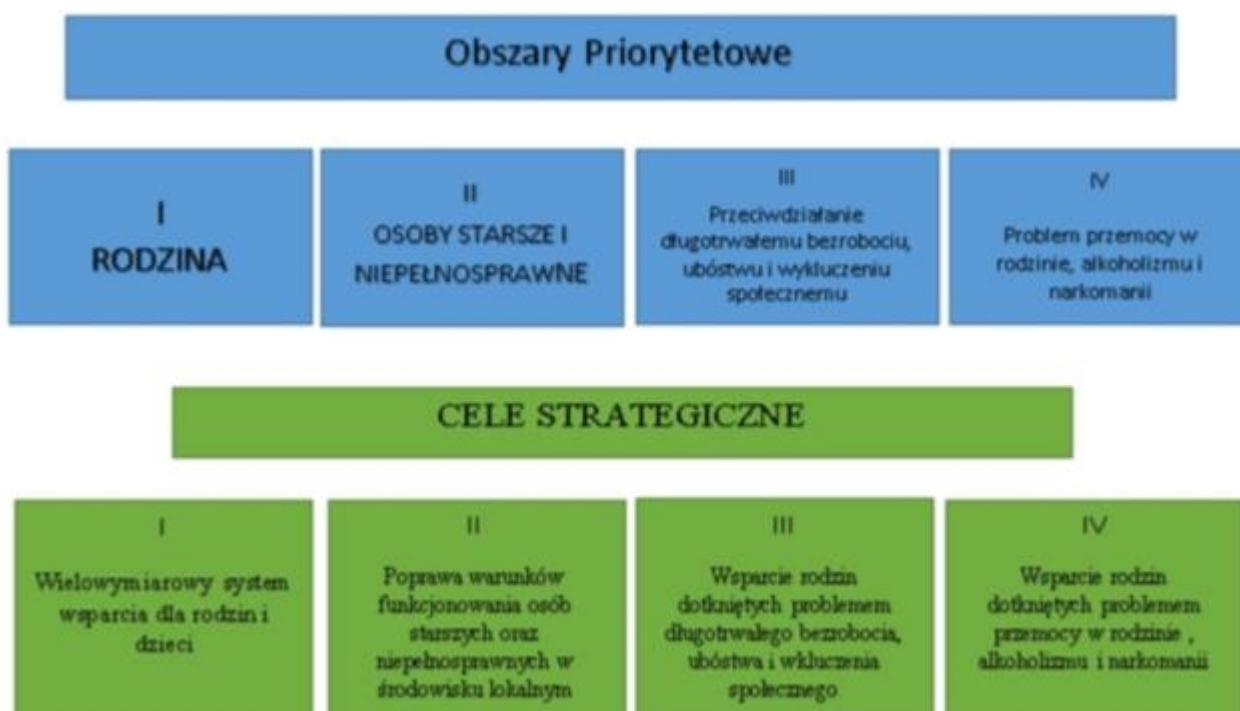 Obszary Priorytetowe
I
RODZINA
II
OSOBY STARSZE I
NIEPEŁNOSPRAWNE
III
Przeciwdziałanie
długotrwałemu bezrobociu,
ubóstwu i wykluczeniu
społecznemu
IV
Problem przemocy w
rodzinie, alkoholizmu i
narkomanii
CELE STRATEGICZNE
I
Wielowymiarowy system
wsparcia dla rodzin i
dzieci
II
Poprawa warunków
funkcjonowania osób
starszych oraz
niepełnosprawnych w
środowisku lokalnym
III
Wsparcie rodzin
dotkniętych problemem
długotrwałego bezrobocia,
ubóstwa i wkluczenia
społecznego
IV
Wsparcie rodzin
dotkniętych problemem
przemocy w rodzinie ,
alkoholizmu i narkomanii